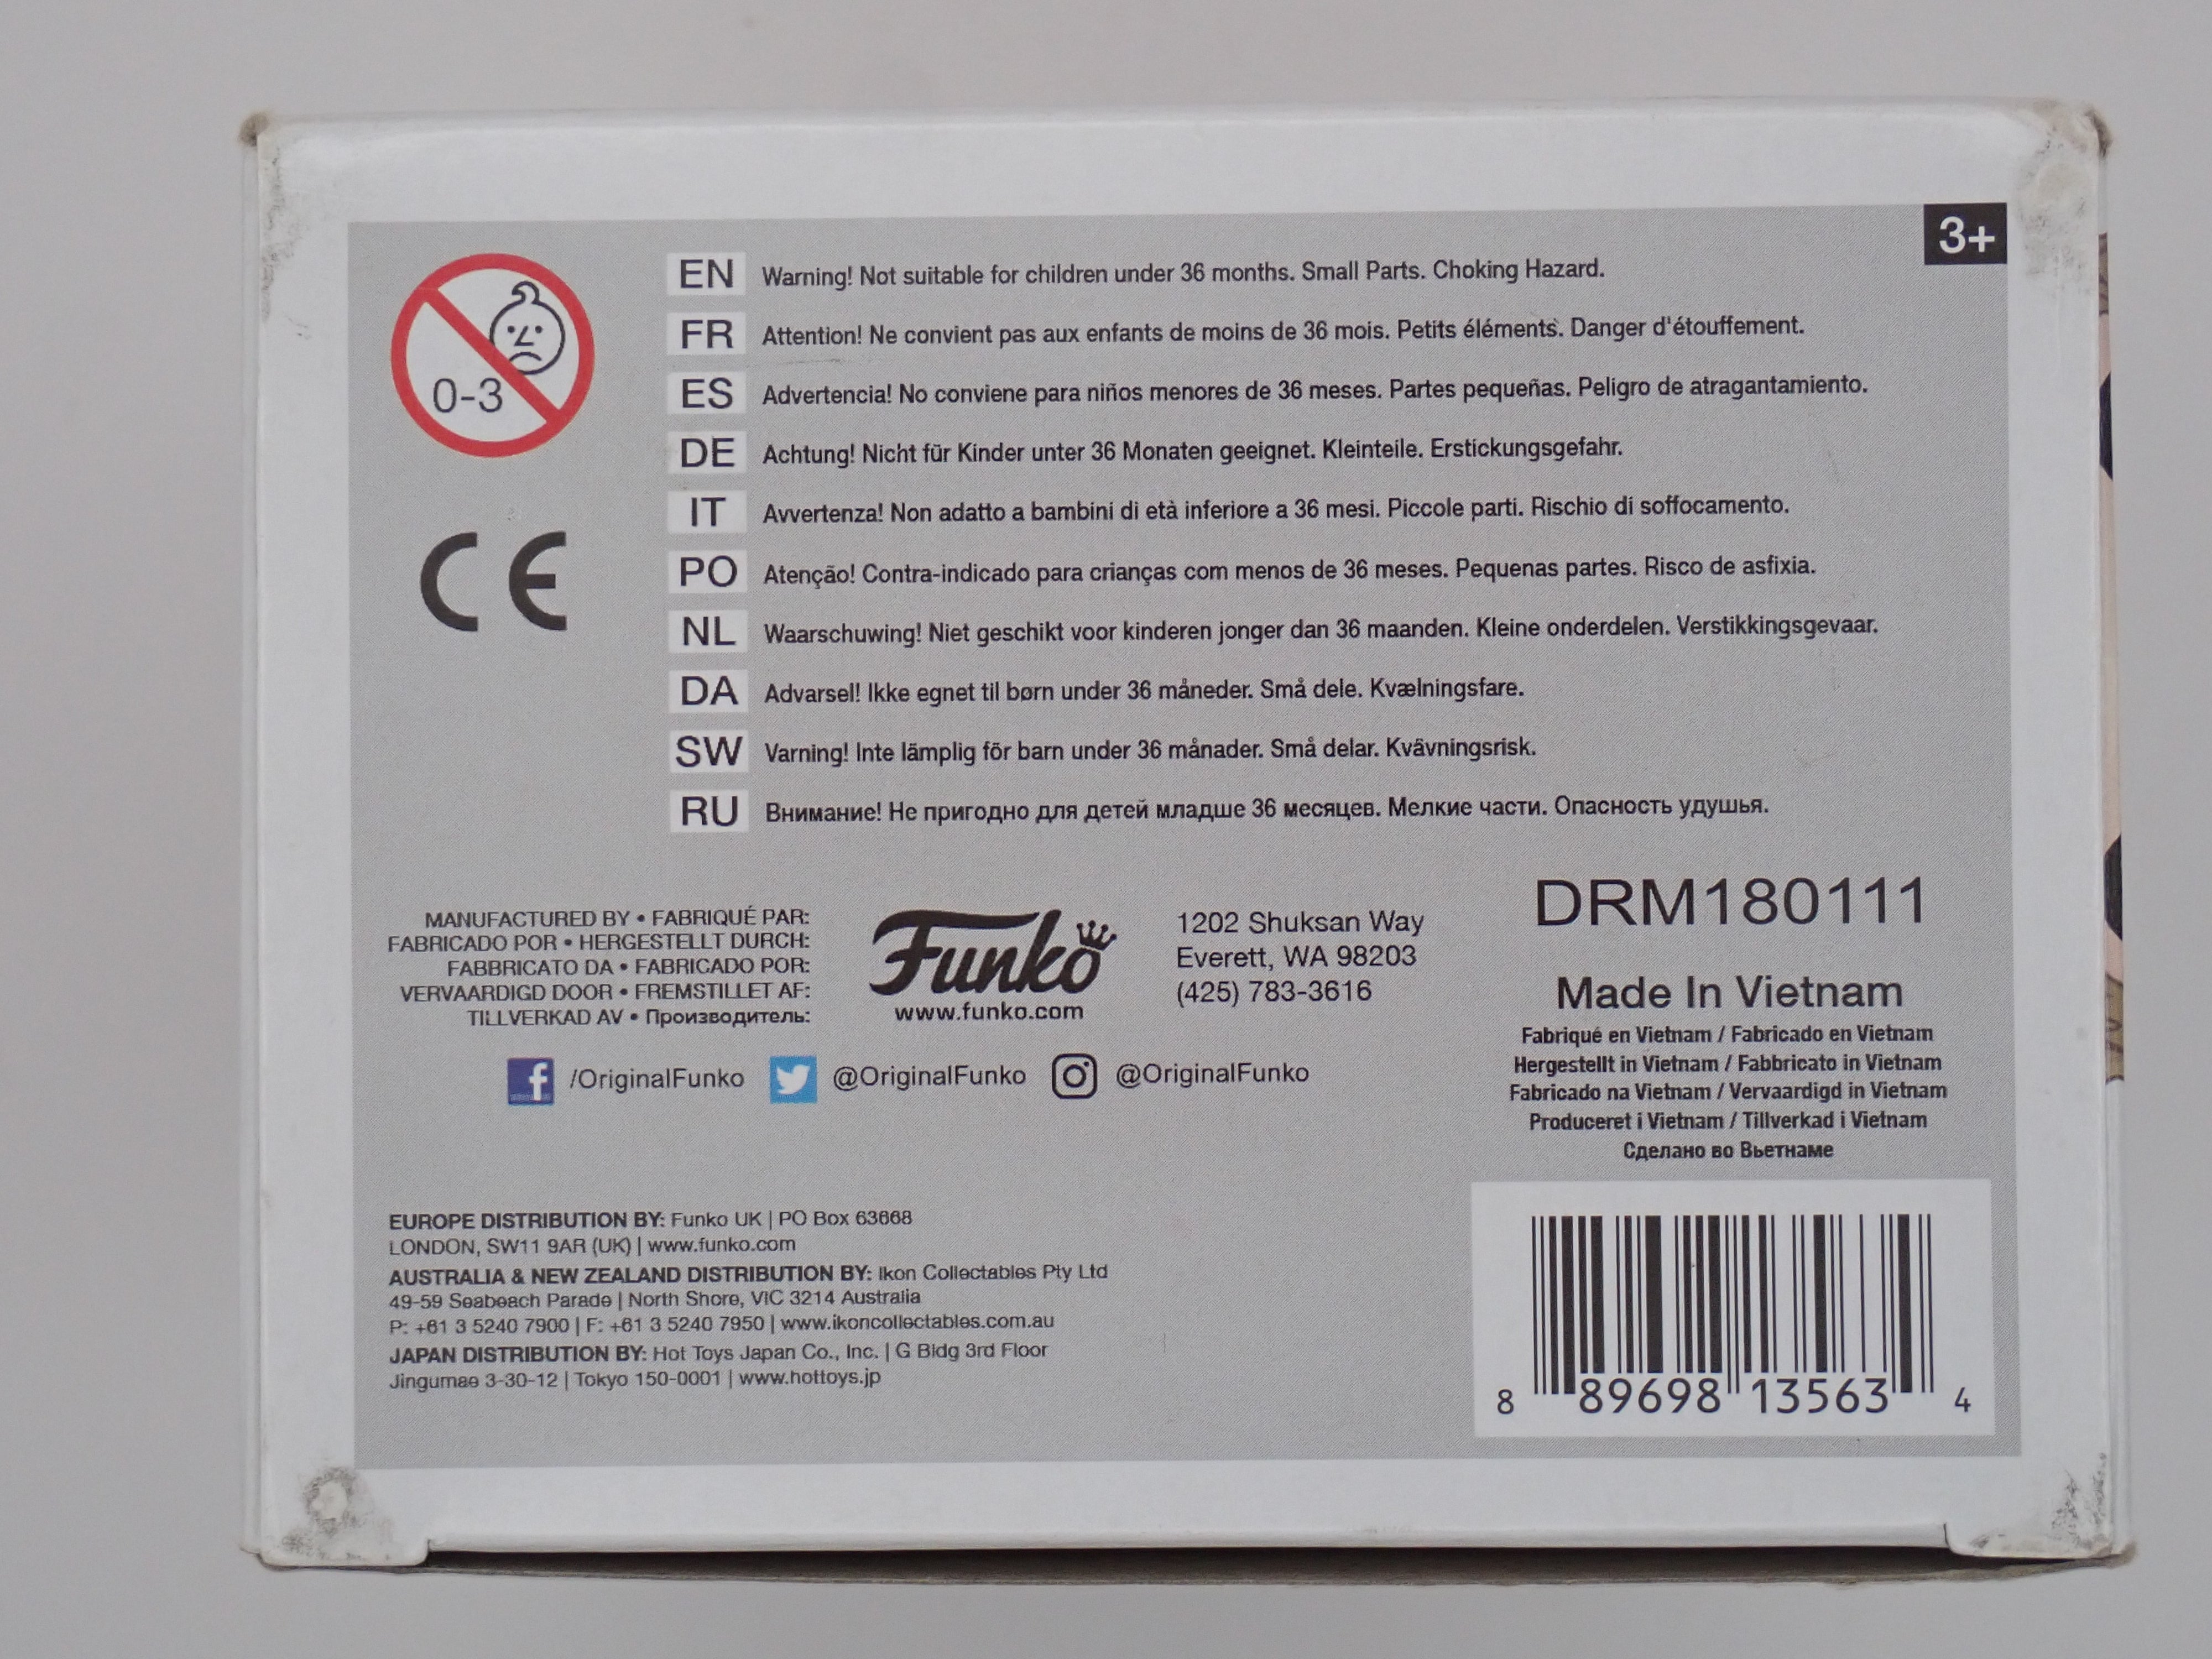 3+
0-3
CE
EN Warning! Not suitable for children under 36 months. Small Parts. Choking Hazard.
FR Attention! Ne convient pas aux enfants de moins de 36 mois. Petits éléments. Danger d'étouffement.
ES Advertencia! No conviene para niños menores de 36 meses. Partes pequeñas. Peligro de atragantamiento.
DE Achtung! Nicht für Kinder unter 36 Monaten geeignet. Kleinteile. Erstickungsgefahr.
IT Avvertenza! Non adatto a bambini di età inferiore a 36 mesi. Piccole parti. Rischio di soffocamento.
PO Atenção! Contra-indicado para crianças com menos de 36 meses. Pequenas partes. Risco de asfixia.
NL Waarschuwing! Niet geschikt voor kinderen jonger dan 36 maanden. Kleine onderdelen. Verstikkingsgevaar.
DA Advarsel! Ikke egnet til børn under 36 måneder. Små dele. Kvælningsfare.
SW Varning! Inte lämplig för barn under 36 månader. Små delar. Kvävningsrisk.
RU Внимание! Не пригодно для детей младше 36 месяцев. Мелкие части. Опасность удушья.
MANUFACTURED BY • FABRIQUÉ PAR:
FABRICADO POR • HERGESTELLT DURCH:
FABBRICATO DA • FABRICADO POR:
VERVAARDIGD DOOR • FREMSTILLET AF:
TILLVERKAD AV • Производитель:
Funko
www.funko.com
1202 Shuksan Way
Everett, WA 98203
(425) 783-3616
/OriginalFunko @OriginalFunko @OriginalFunko
DRM180111
Made In Vietnam
Fabriqué en Vietnam / Fabricado en Vietnam
Hergestellt in Vietnam / Fabbricato in Vietnam
Fabricado na Vietnam / Vervaardigd in Vietnam
Produceret i Vietnam / Tillverkad i Vietnam
Сделано во Вьетнаме
EUROPE DISTRIBUTION BY: Funko UK | PO Box 63668
LONDON, SW11 9AR (UK) | www.funko.com
AUSTRALIA & NEW ZEALAND DISTRIBUTION BY: Ikon Collectables Pty Ltd
49-59 Seabeach Parade | North Shore, VIC 3214 Australia
P: +61 3 5240 7900 | F: +61 3 5240 7950 | www.ikoncollectables.com.au
JAPAN DISTRIBUTION BY: Hot Toys Japan Co., Inc. | G Bldg 3rd Floor
Jingumae 3-30-12 | Tokyo 150-0001 | www.hottoys.jp
8 89698 13563 4